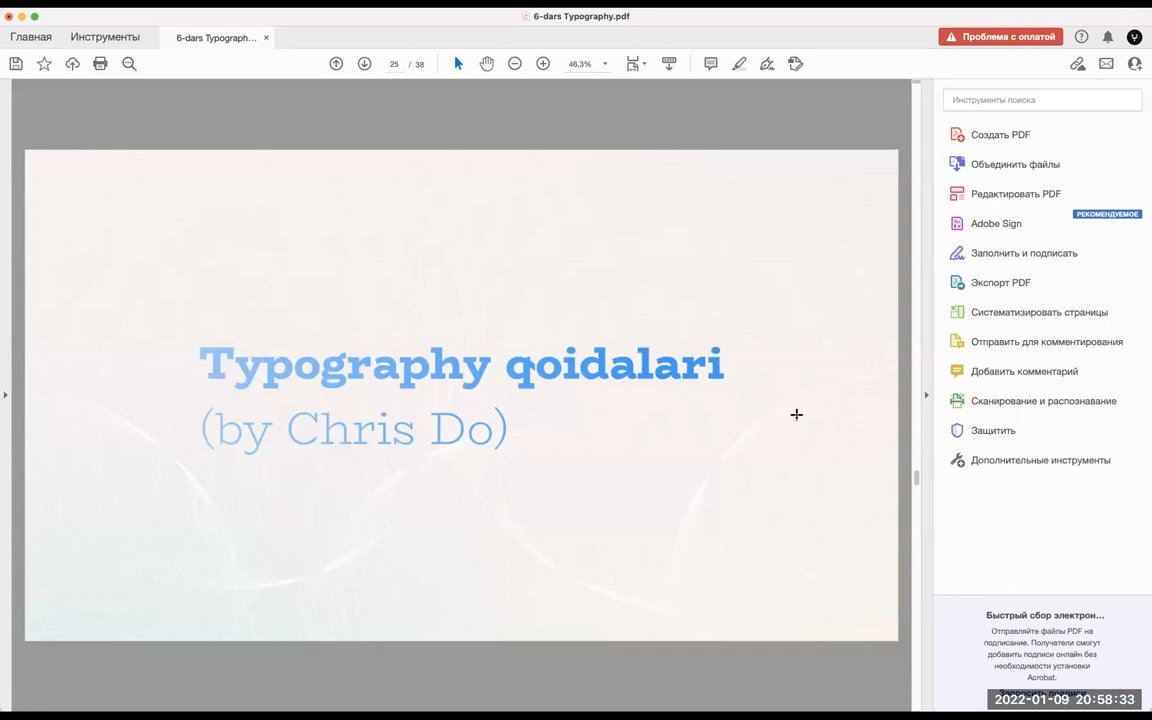 6-dars Typography.pdf
Главная Инструменты 6-dars Typograph... × Проблема с оплатой
25 / 38 46,3%
Инструменты поиска
Создать PDF
Объединить файлы
Редактировать PDF
РЕКОМЕНДУЕМОЕ
Adobe Sign
Заполнить и подписать
Экспорт PDF
Систематизировать страницы
Отправить для комментирования
Добавить комментарий
Сканирование и распознавание
Защитить
Дополнительные инструменты
Typography qoidalari
(by Chris Do)
Быстрый сбор электрон...
Отправляйте файлы PDF на
подписание. Получатели смогут
добавить подписи онлайн без
необходимости установки
Acrobat.
2022-01-09 20:58:33